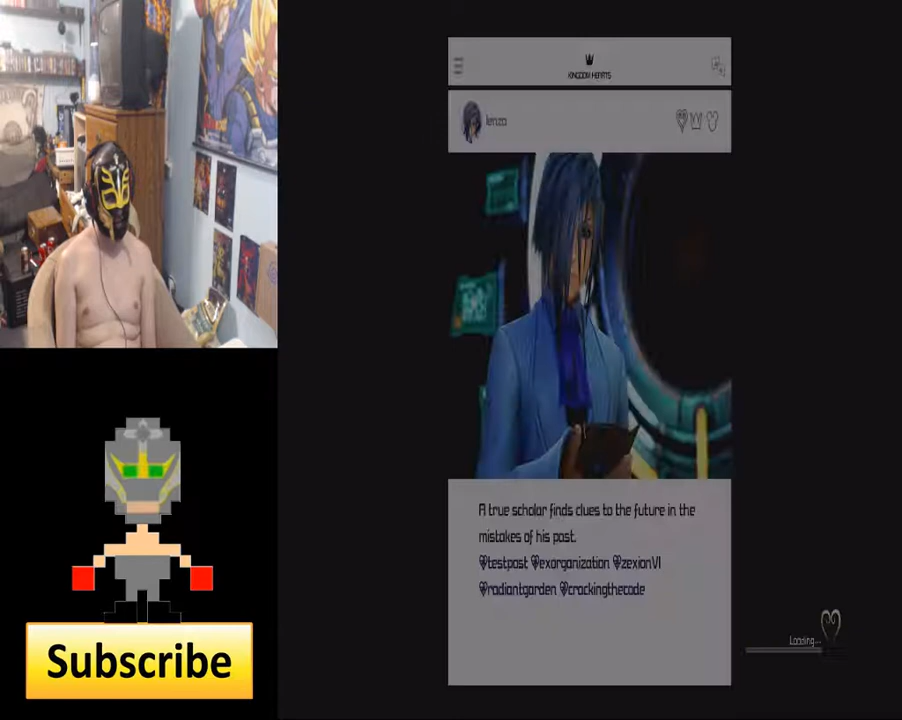 KINGDOM HEARTS
Ienzo
A true scholar finds clues to the future in the
mistakes of his past.
testpost exorganization zexionVI
radiantgarden crackingthecode
Loading...
Subscribe